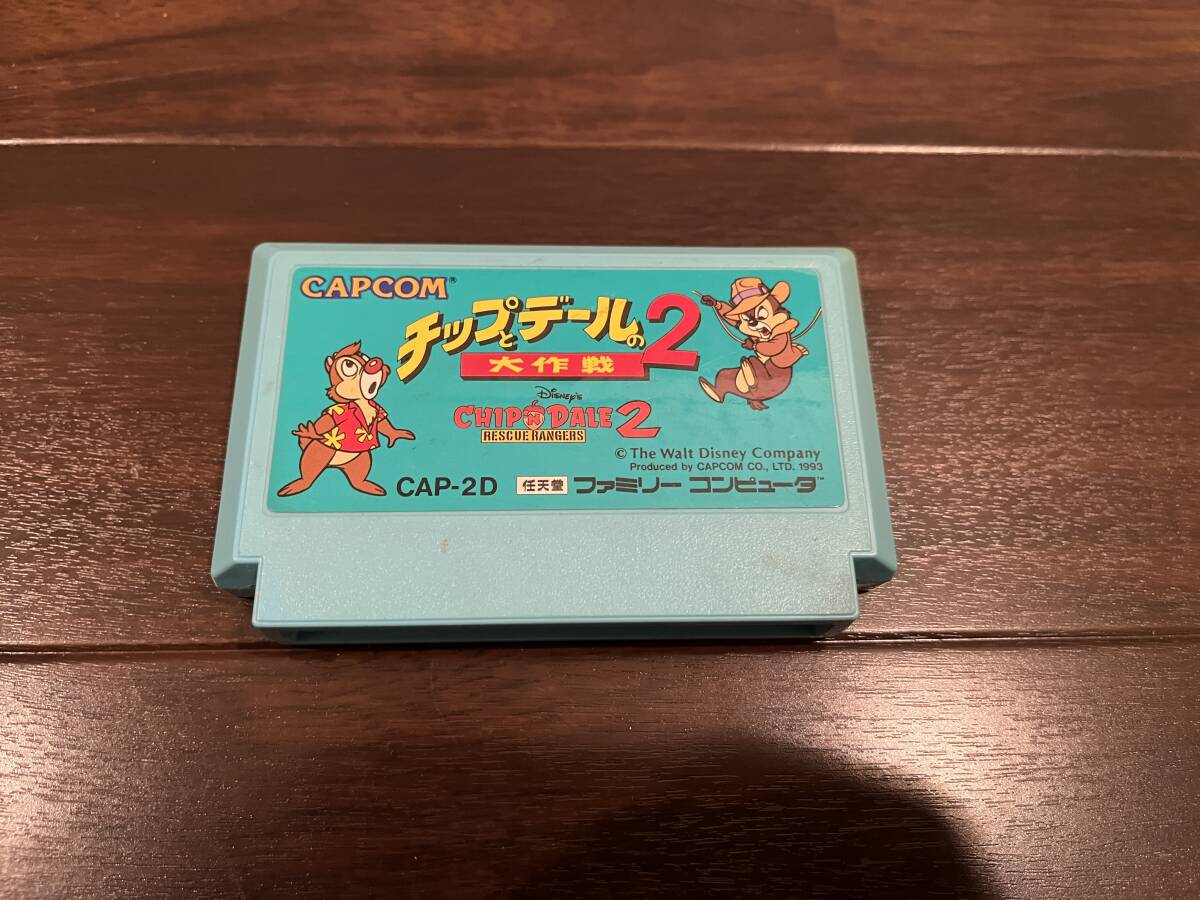 CAPCOM®
チップとデールの
大作戦2
Disney's
CHIP 'N DALE 2
RESCUE RANGERS
© The Walt Disney Company
Produced by CAPCOM CO., LTD. 1993
CAP-2D 任天堂 ファミリー コンピュータ™